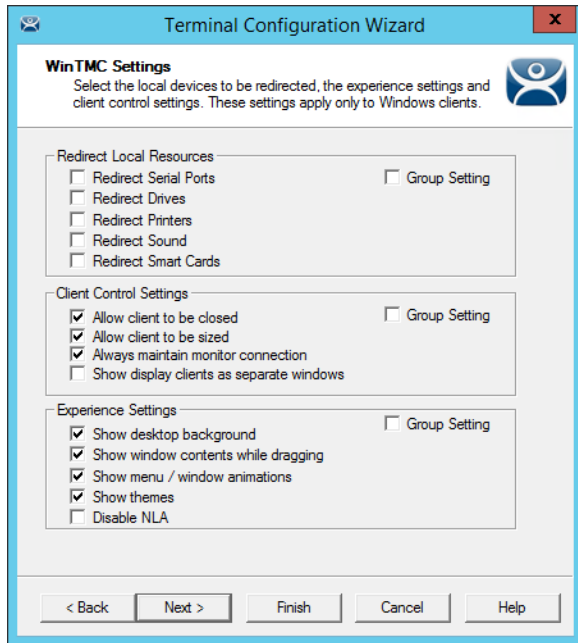 Terminal Configuration Wizard
x
WinTMC Settings
Select the local devices to be redirected, the experience settings and
client control settings. These settings apply only to Windows clients.
Redirect Local Resources
Redirect Serial Ports
Group Setting
Redirect Drives
Redirect Printers
Redirect Sound
Redirect Smart Cards
Client Control Settings
Allow client to be closed
Group Setting
Allow client to be sized
Always maintain monitor connection
Show display clients as separate windows
Experience Settings
Show desktop background
Group Setting
Show window contents while dragging
Show menu / window animations
Show themes
Disable NLA
< Back Next > Finish Cancel Help